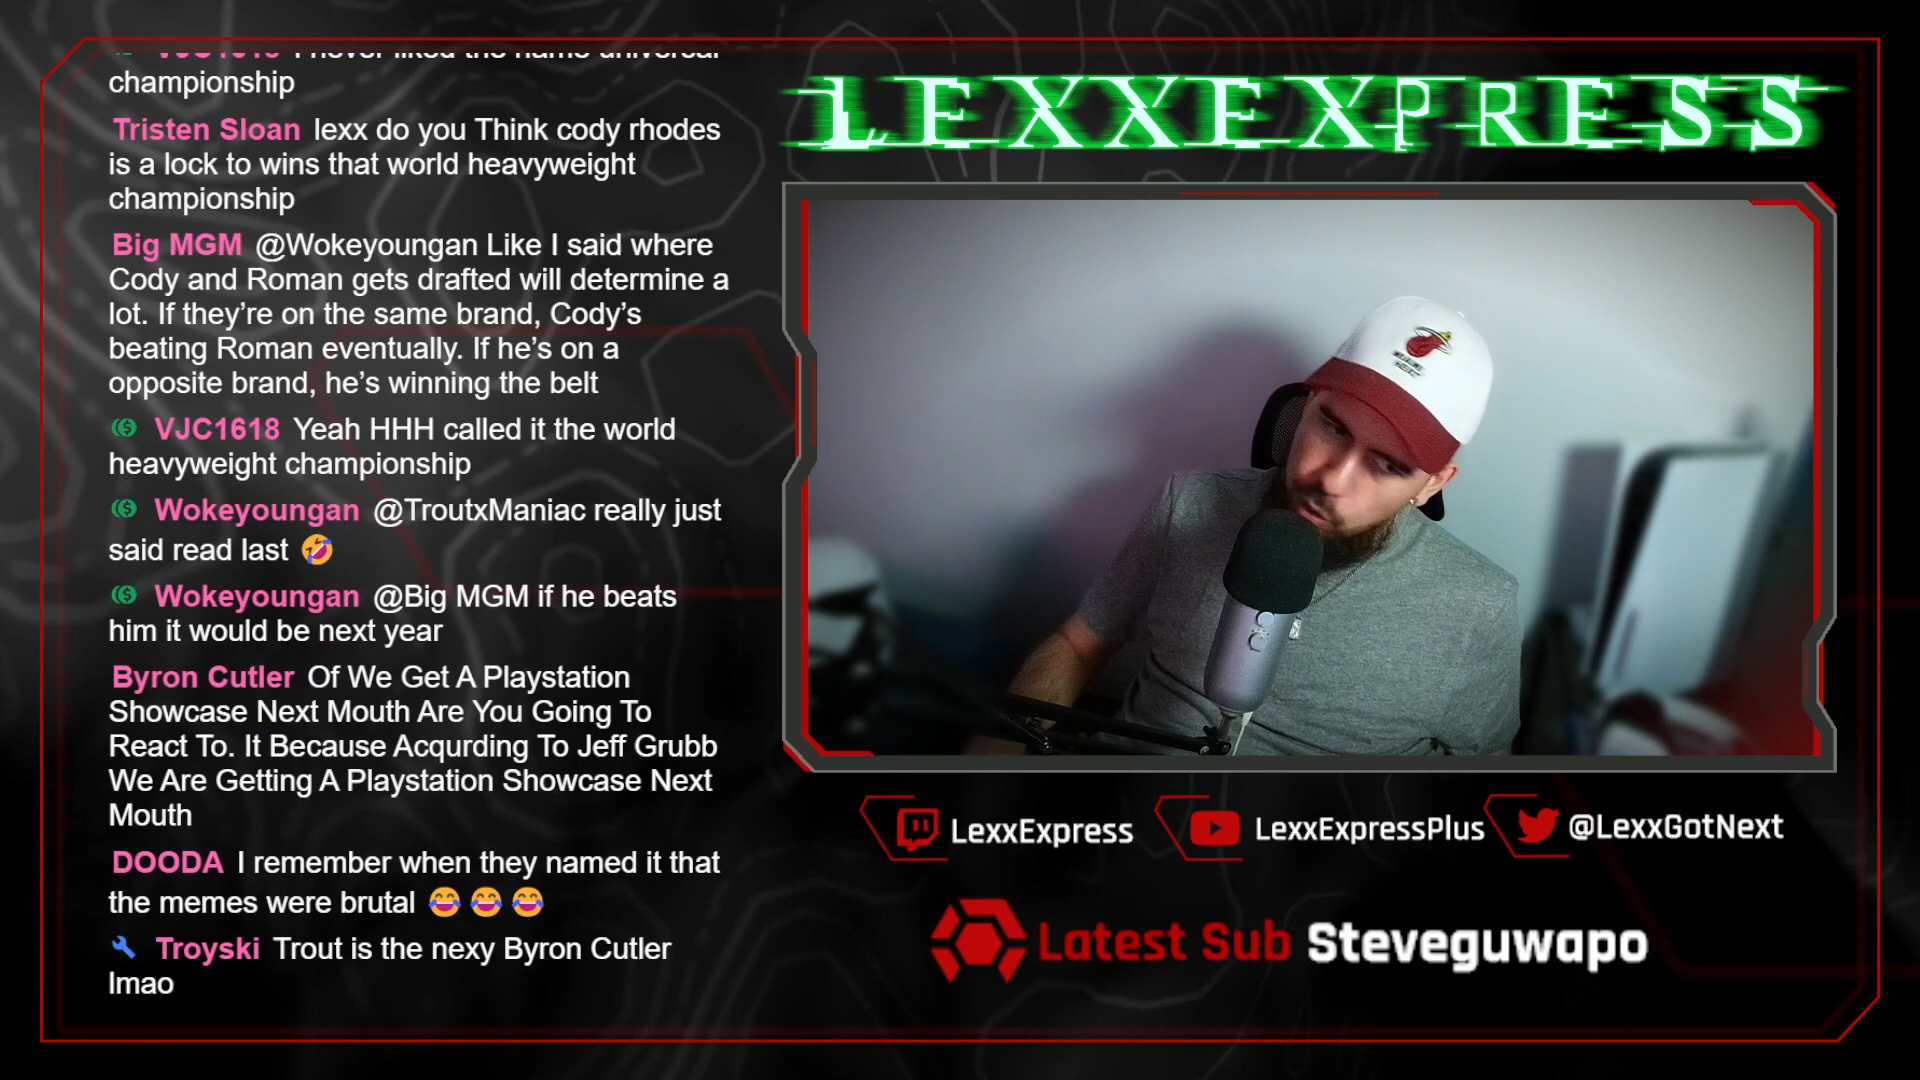 VJC1618 I never liked the name universal
championship
Tristen Sloan lexx do you Think cody rhodes
is a lock to wins that world heavyweight
championship
Big MGM @Wokeyoungan Like I said where
Cody and Roman gets drafted will determine a
lot. If they’re on the same brand, Cody’s
beating Roman eventually. If he’s on a
opposite brand, he’s winning the belt
VJC1618 Yeah HHH called it the world
heavyweight championship
Wokeyoungan @TroutxManiac really just
said read last 🤣
Wokeyoungan @Big MGM if he beats
him it would be next year
Byron Cutler Of We Get A Playstation
Showcase Next Mouth Are You Going To
React To. It Because Acqurding To Jeff Grubb
We Are Getting A Playstation Showcase Next
Mouth
DOODA I remember when they named it that
the memes were brutal 😂 😂 😂
Troyski Trout is the nexy Byron Cutler
lmao
LEXXEXPRESS
LexxExpress
LexxExpressPlus
@LexxGotNext
Latest Sub Steveguwapo